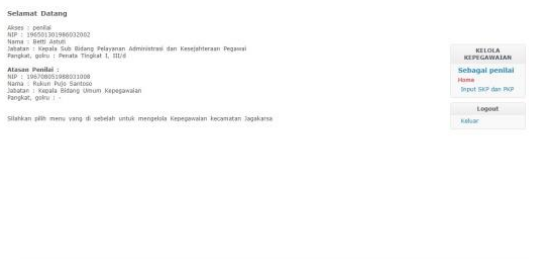 Selamat Datang
Akses : penilai
NIP : 196501301986032002
Nama : Betti Astuti
Jabatan : Kepala Sub Bidang Pelayanan Administrasi dan Kesejahteraan Pegawai
Pangkat, golru : Penata Tingkat I, III/d
Atasan Penilai :
NIP : 196708051988031008
Nama : Rukun Pujo Santoso
Jabatan : Kepala Bidang Umum Kepegawaian
Pangkat, golru : -
Silahkan pilih menu yang di sebelah untuk mengelola Kepegawaian kecamatan Jagakarsa
KELOLA
KEPEGAWAIAN
Sebagai penilai
Home
Input SKP dan PKP
Logout
Keluar